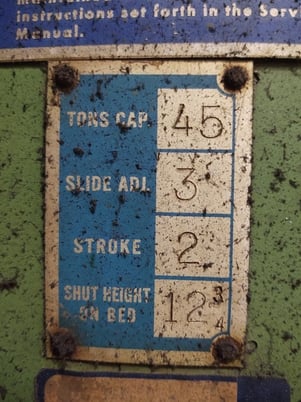 instructions set forth in the Serv
Manual.
TONS CAP. 45
SLIDE ADJ. 3
STROKE 2
SHUT HEIGHT
ON BED 12 3/4